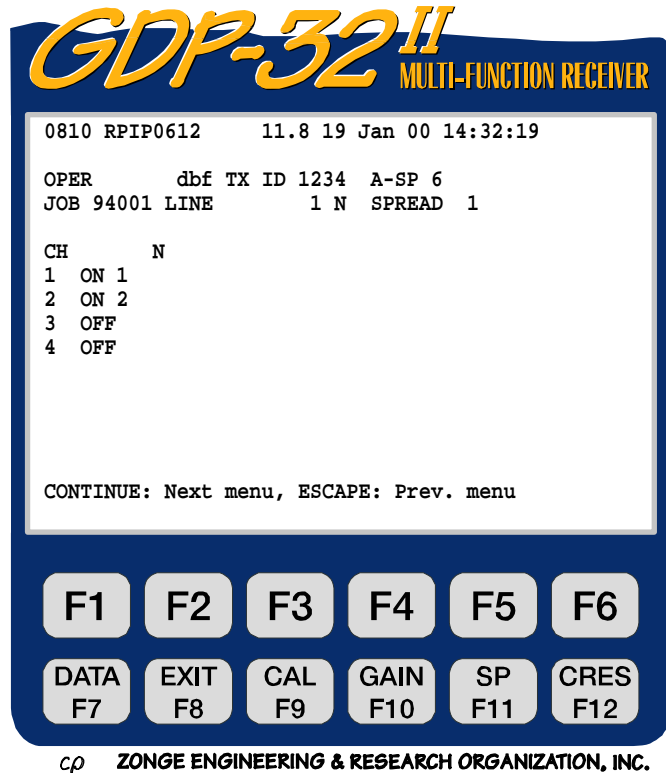 GDP-32 II
MULTI-FUNCTION RECEIVER
0810 RPIP0612 11.8 19 Jan 00 14:32:19
OPER dbf TX ID 1234 A-SP 6
JOB 94001 LINE 1 N SPREAD 1
CH N
1 ON 1
2 ON 2
3 OFF
4 OFF
CONTINUE: Next menu, ESCAPE: Prev. menu
F1 F2 F3 F4 F5 F6
DATA EXIT CAL GAIN SP CRES
F7 F8 F9 F10 F11 F12
ZONGE ENGINEERING & RESEARCH ORGANIZATION, INC.